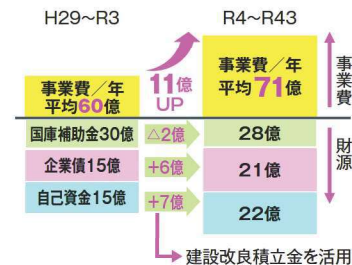 H29～R3
R4～R43
事業費／年
平均60億
11億
UP
事業費／年
平均71億
事業費
国庫補助金30億
△2億
28億
企業債15億
+6億
21億
自己資金15億
+7億
22億
財源
建設改良積立金を活用